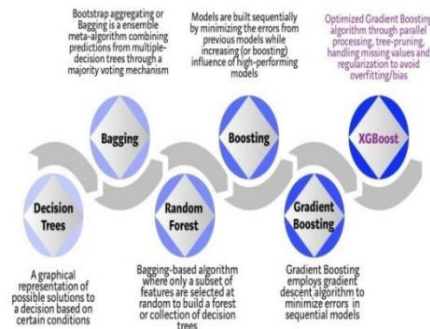 Bootstrap aggregating or
Bagging is a ensemble
meta-algorithm combining
predictions from multiple-
decision trees through a
majority voting mechanism
Models are built sequentially
by minimizing the errors from
previous models while
increasing (or boosting)
influence of high-performing
models
Optimized Gradient Boosting
algorithm through parallel
processing, tree-pruning,
handling missing values and
regularization to avoid
overfitting/bias
Bagging
Boosting
XGBoost
Decision
Trees
Random
Forest
Gradient
Boosting
A graphical
representation of
possible solutions to
a decision based on
certain conditions
Bagging-based algorithm
where only a subset of
features are selected at
random to build a forest
or collection of decision
trees
Gradient Boosting
employs gradient
descent algorithm to
minimize errors in
sequential models